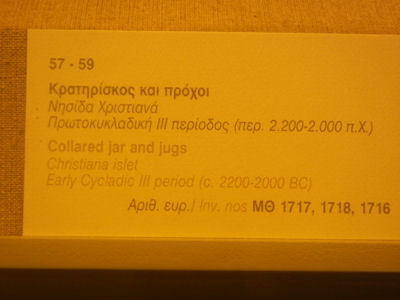 57 - 59
Κρατηρίσκος και πρόχοι
Νησίδα Χριστιανά
Πρωτοκυκλαδική ΙΙΙ περίοδος (περ. 2.200-2.000 π.Χ.)
Collared jar and jugs
Christiana islet
Early Cycladic III period (c. 2200-2000 BC)
Αριθ. ευρ./ Inv. nos ΜΘ 1717, 1718, 1716